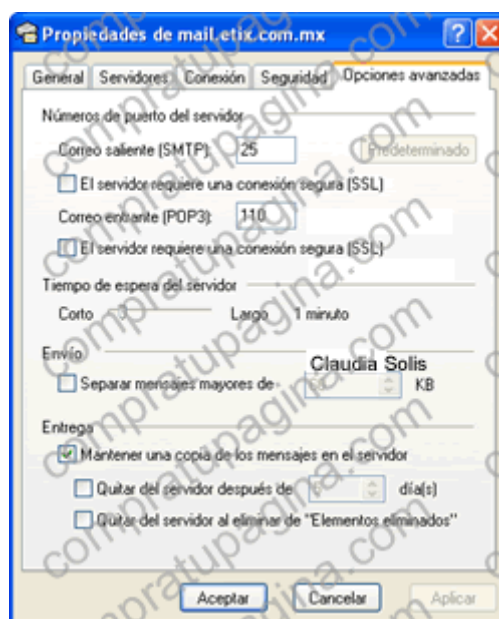 Propiedades de mail.etix.com.mx
General Servidores Conexión Seguridad Opciones avanzadas
Números de puerto del servidor
Correo saliente (SMTP): 25 Predeterminado
El servidor requiere una conexión segura (SSL)
Correo entrante (POP3): 110
El servidor requiere una conexión segura (SSL)
Tiempo de espera del servidor
Corto Largo 1 minuto
Envío
Claudia Solis
Separar mensajes mayores de KB
Entrega
Mantener una copia de los mensajes en el servidor
Quitar del servidor después de día(s)
Quitar del servidor al eliminar de "Elementos eliminados"
Aceptar Cancelar Aplicar
compratupagina.com